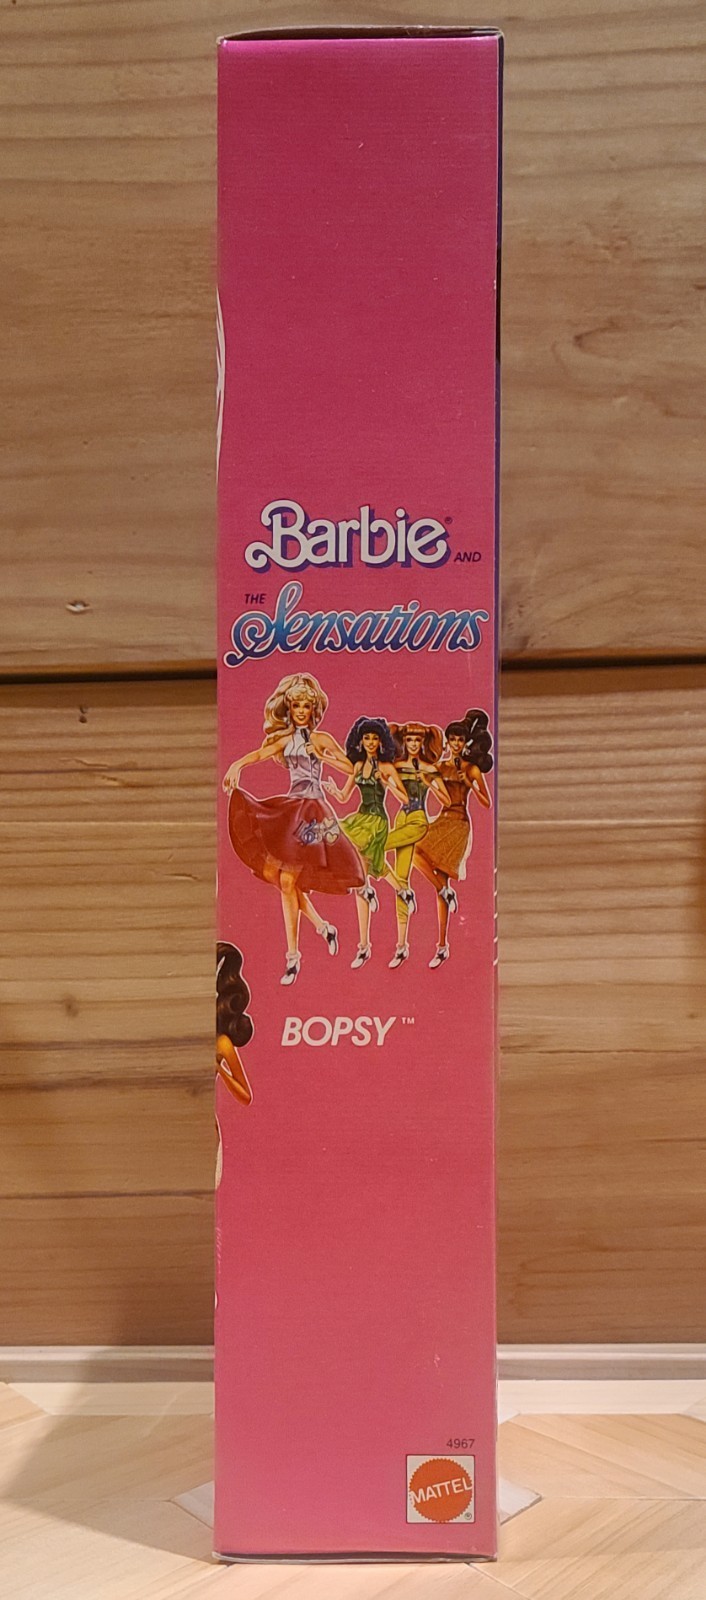 Barbie® AND
THE Sensations
BOPSY™
4967
MATTEL®